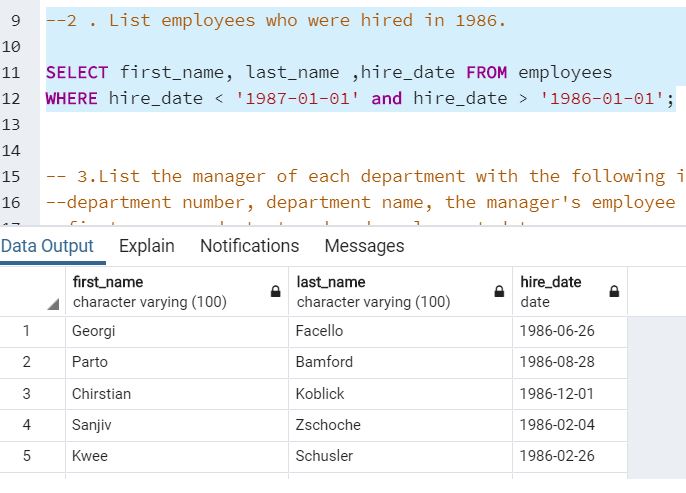 9 --2 . List employees who were hired in 1986.
10
11 SELECT first_name, last_name ,hire_date FROM employees
12 WHERE hire_date < '1987-01-01' and hire_date > '1986-01-01';
13
14
15 -- 3.List the manager of each department with the following i
16 --department number, department name, the manager's employee
Data Output Explain Notifications Messages
first_name last_name hire_date
character varying (100) character varying (100) date
1 Georgi Facello 1986-06-26
2 Parto Bamford 1986-08-28
3 Chirstian Koblick 1986-12-01
4 Sanjiv Zschoche 1986-02-04
5 Kwee Schusler 1986-02-26